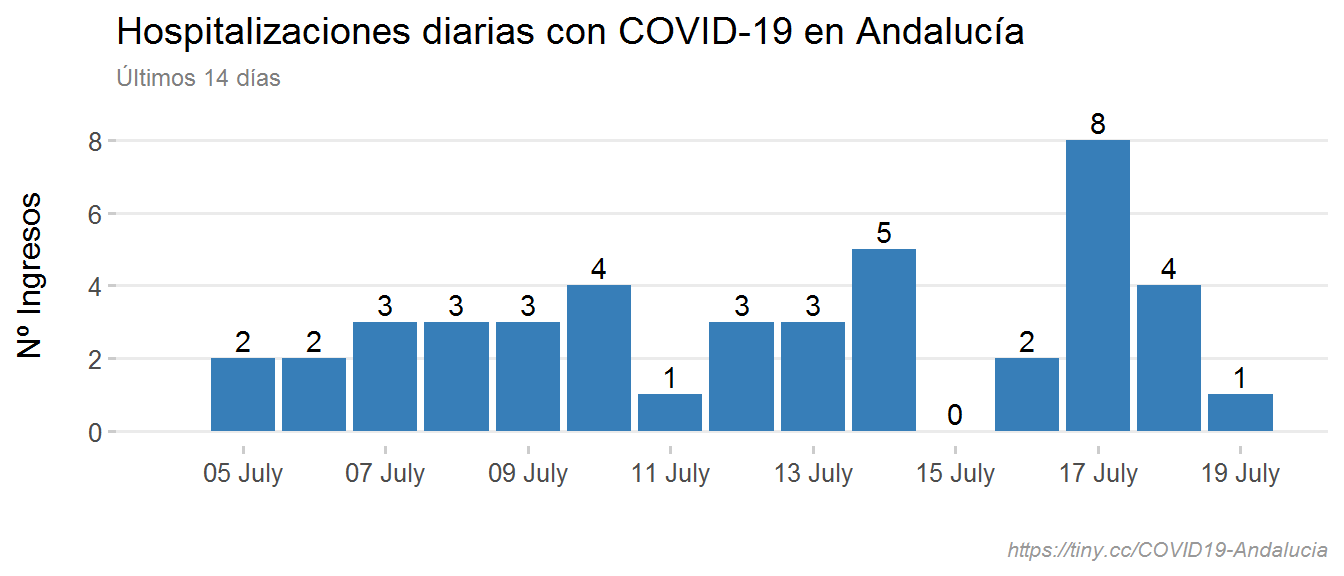 Hospitalizaciones diarias con COVID-19 en Andalucía
Últimos 14 días
Nº Ingresos
8
6
4
2
0
2
2
3
3
3
4
1
3
3
5
0
2
8
4
1
05 July
07 July
09 July
11 July
13 July
15 July
17 July
19 July
https://tiny.cc/COVID19-Andalucia